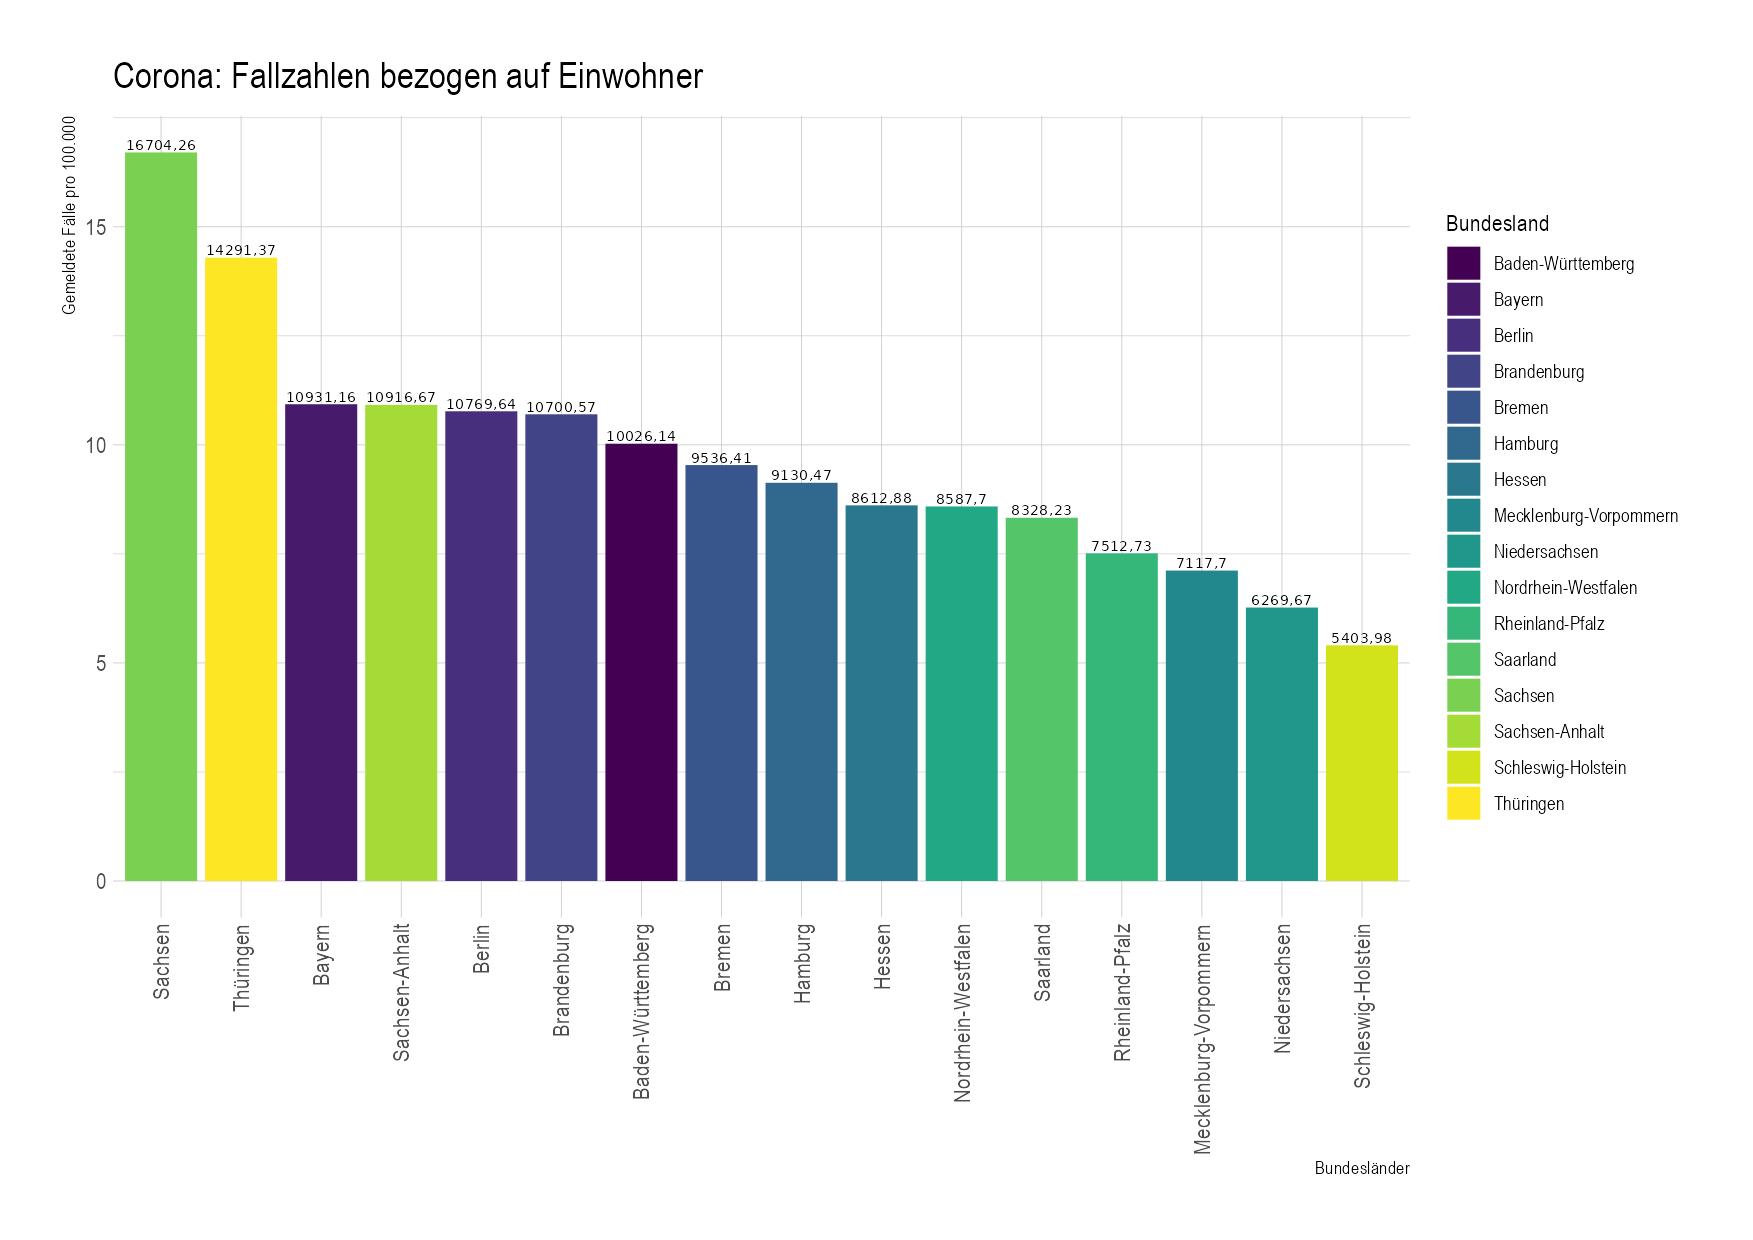 Corona: Fallzahlen bezogen auf Einwohner
Gemeldete Fälle pro 100.000
15
10
5
0
16704,26
14291,37
10931,16
10916,67
10769,64
10700,57
10026,14
9536,41
9130,47
8612,88
8587,7
8328,23
7512,73
7117,7
6269,67
5403,98
Sachsen
Thüringen
Bayern
Sachsen-Anhalt
Berlin
Brandenburg
Baden-Württemberg
Bremen
Hamburg
Hessen
Nordrhein-Westfalen
Saarland
Rheinland-Pfalz
Mecklenburg-Vorpommern
Niedersachsen
Schleswig-Holstein
Bundesländer
Bundesland
Baden-Württemberg
Bayern
Berlin
Brandenburg
Bremen
Hamburg
Hessen
Mecklenburg-Vorpommern
Niedersachsen
Nordrhein-Westfalen
Rheinland-Pfalz
Saarland
Sachsen
Sachsen-Anhalt
Schleswig-Holstein
Thüringen